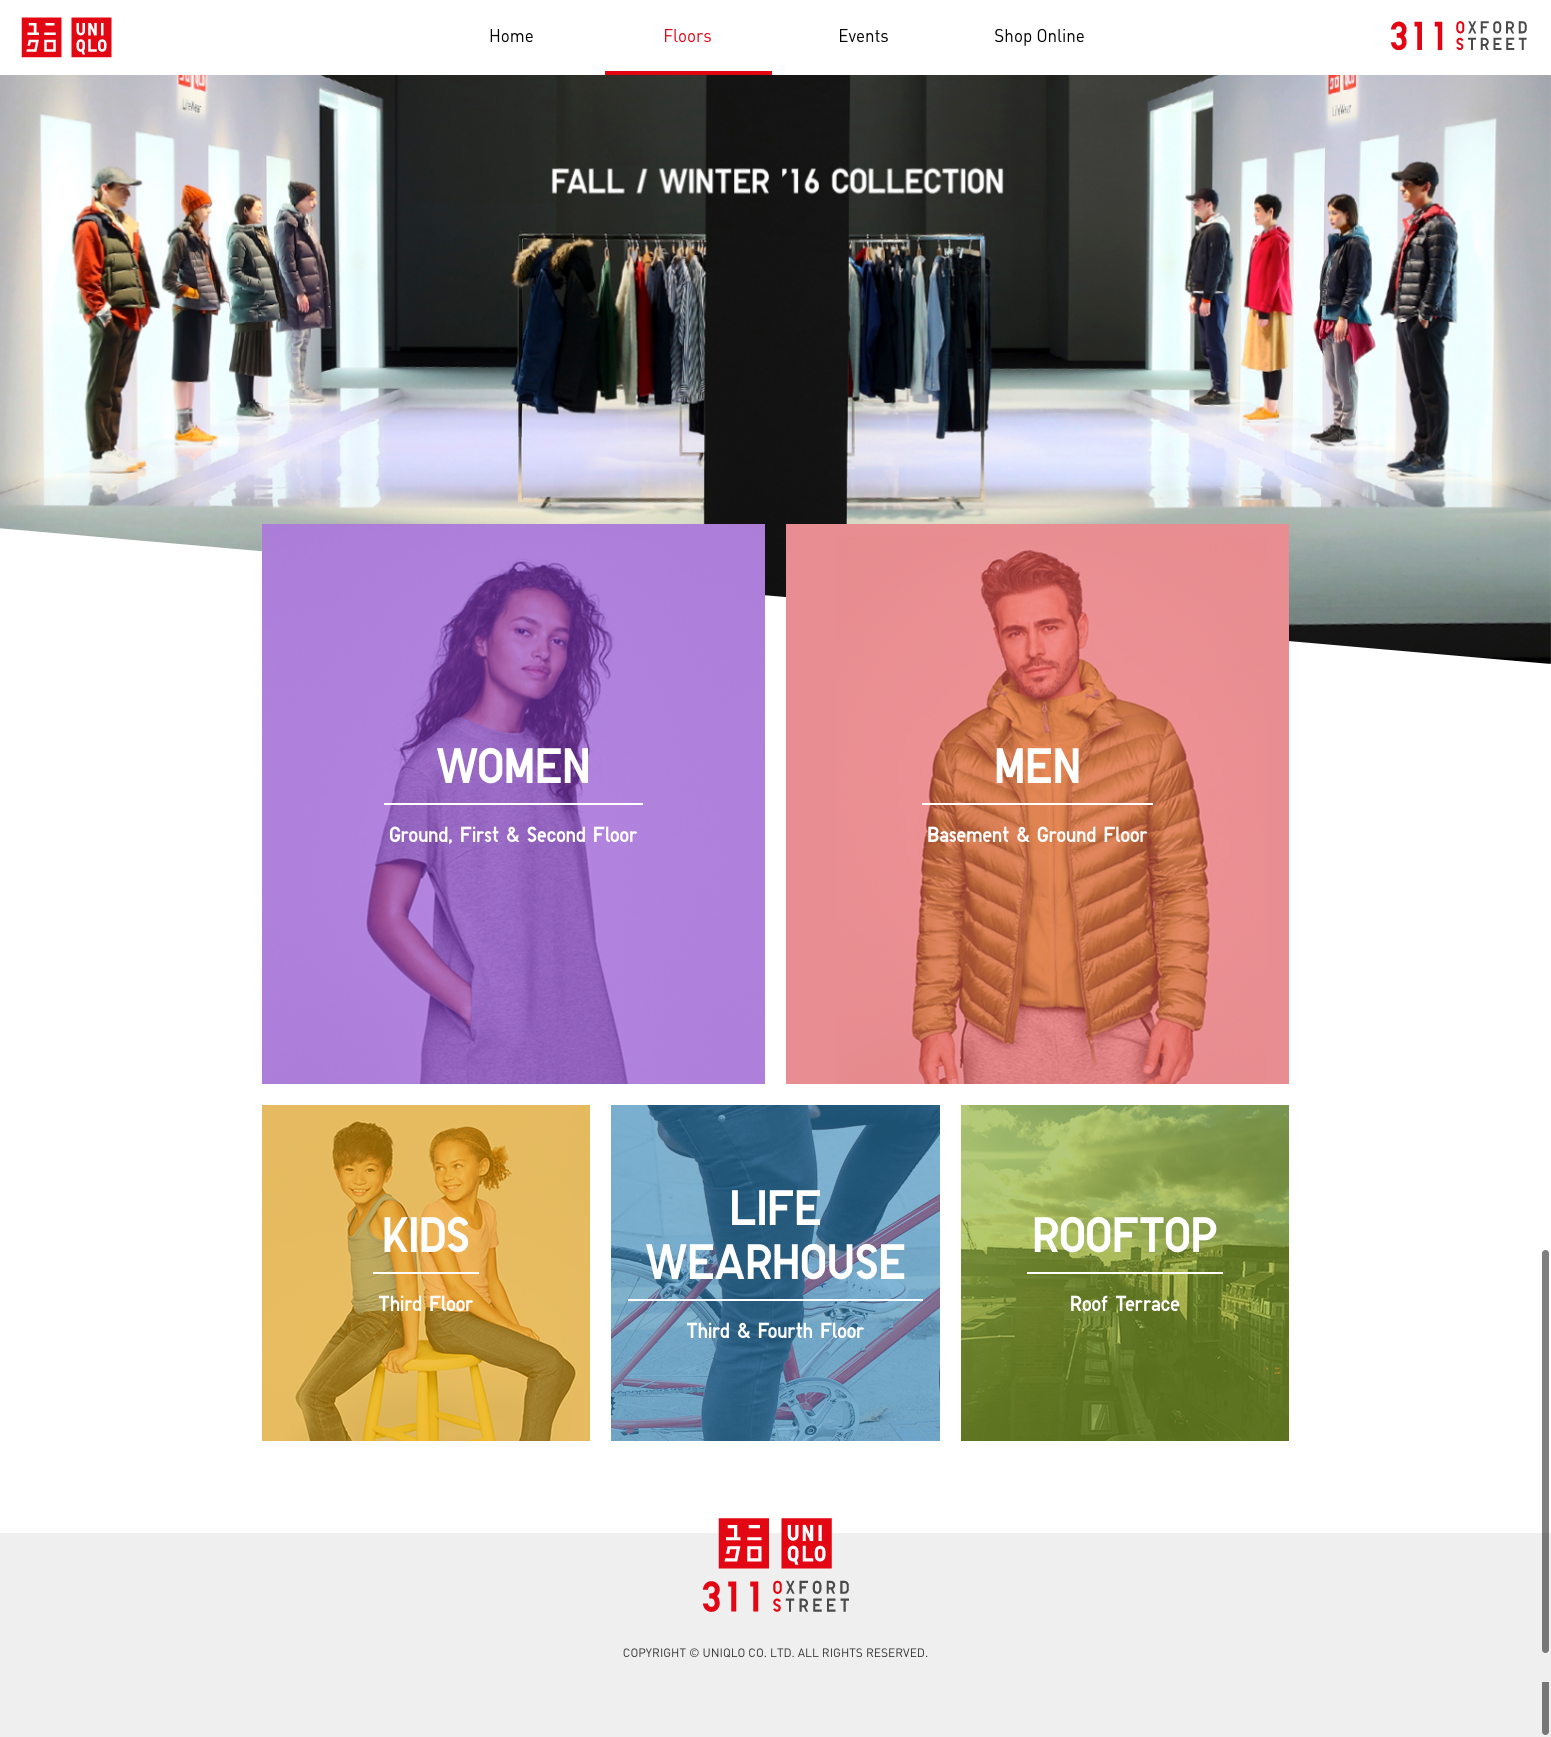 ユニ
クロ
UNI
QLO
Home
Floors
Events
Shop Online
311 OXFORD
STREET
LifeWear
FALL / WINTER ’16 COLLECTION
WOMEN
Ground, First & Second Floor
MEN
Basement & Ground Floor
KIDS
Third Floor
LIFE
WEARHOUSE
Third & Fourth Floor
ROOFTOP
Roof Terrace
ユニ
クロ
UNI
QLO
311 OXFORD
STREET
COPYRIGHT © UNIQLO CO. LTD. ALL RIGHTS RESERVED.